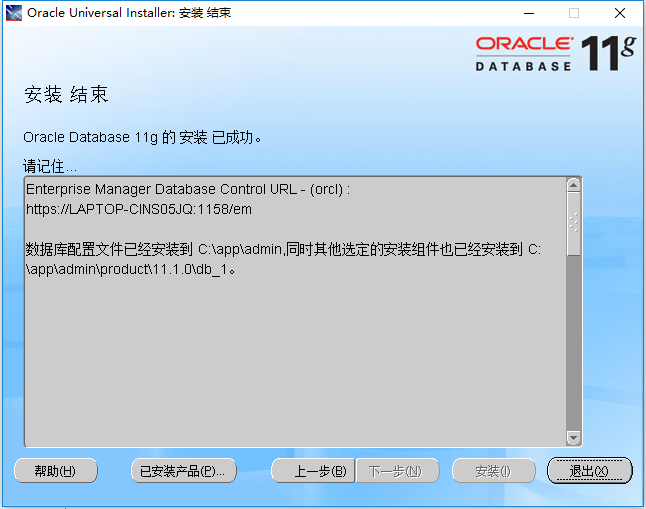 Oracle Universal Installer: 安装 结束
ORACLE
DATABASE 11g
安装 结束
Oracle Database 11g 的 安装 已成功。
请记住...
Enterprise Manager Database Control URL - (orcl) :
https://LAPTOP-CINS05JQ:1158/em
数据库配置文件已经安装到 C:\app\admin,同时其他选定的安装组件也已经安装到 C:
\app\admin\product\11.1.0\db_1。
帮助(H) 已安装产品(P)... 上一步(B) 下一步(N) 安装(I) 退出(X)